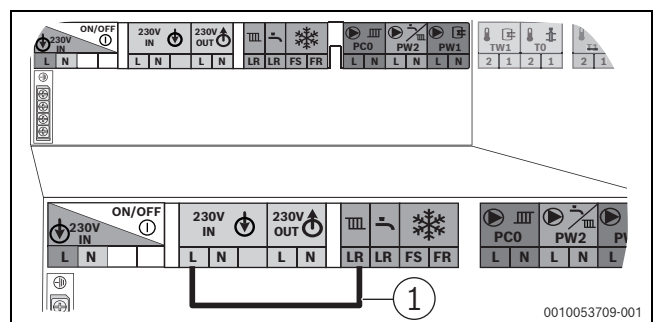 ON/OFF
230V IN
230V IN
230V OUT
PC0
PW2
PW1
TW1
T0
L N L N L N LR LR FS FR L N L N L N 2 1 2 1 2 1
ON/OFF
230V IN
230V IN
230V OUT
PC0
PW2
L N L N L N LR LR FS FR L N L N L
1
0010053709-001